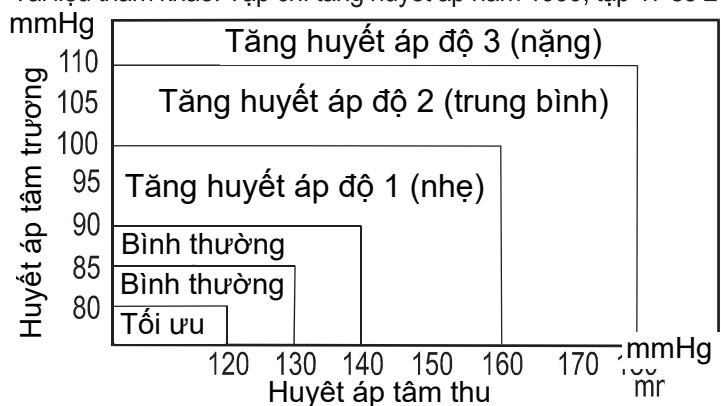 mmHg
Tăng huyết áp độ 3 (nặng)
110
105
Tăng huyết áp độ 2 (trung bình)
100
95
Tăng huyết áp độ 1 (nhẹ)
90
Bình thường
85
Bình thường
80
Tối ưu
Huyết áp tâm trương
120 130 140 150 160 170
mmHg
Huyêt áp tâm thu
mr